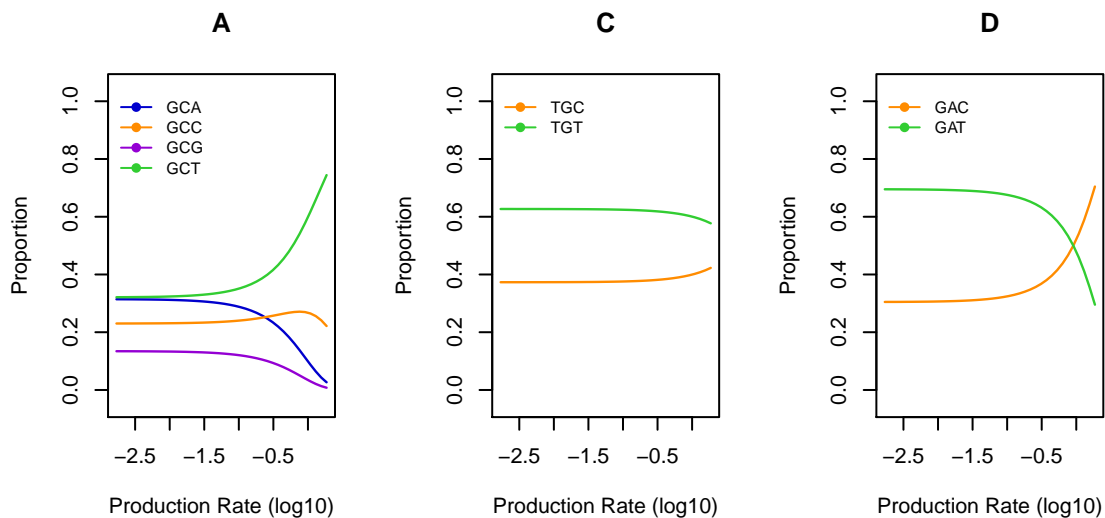 A
Proportion
1.0
0.8
0.6
0.4
0.2
0.0
GCA
GCC
GCG
GCT
−2.5 −1.5 −0.5
Production Rate (log10)
C
Proportion
1.0
0.8
0.6
0.4
0.2
0.0
TGC
TGT
−2.5 −1.5 −0.5
Production Rate (log10)
D
Proportion
1.0
0.8
0.6
0.4
0.2
0.0
GAC
GAT
−2.5 −1.5 −0.5
Production Rate (log10)